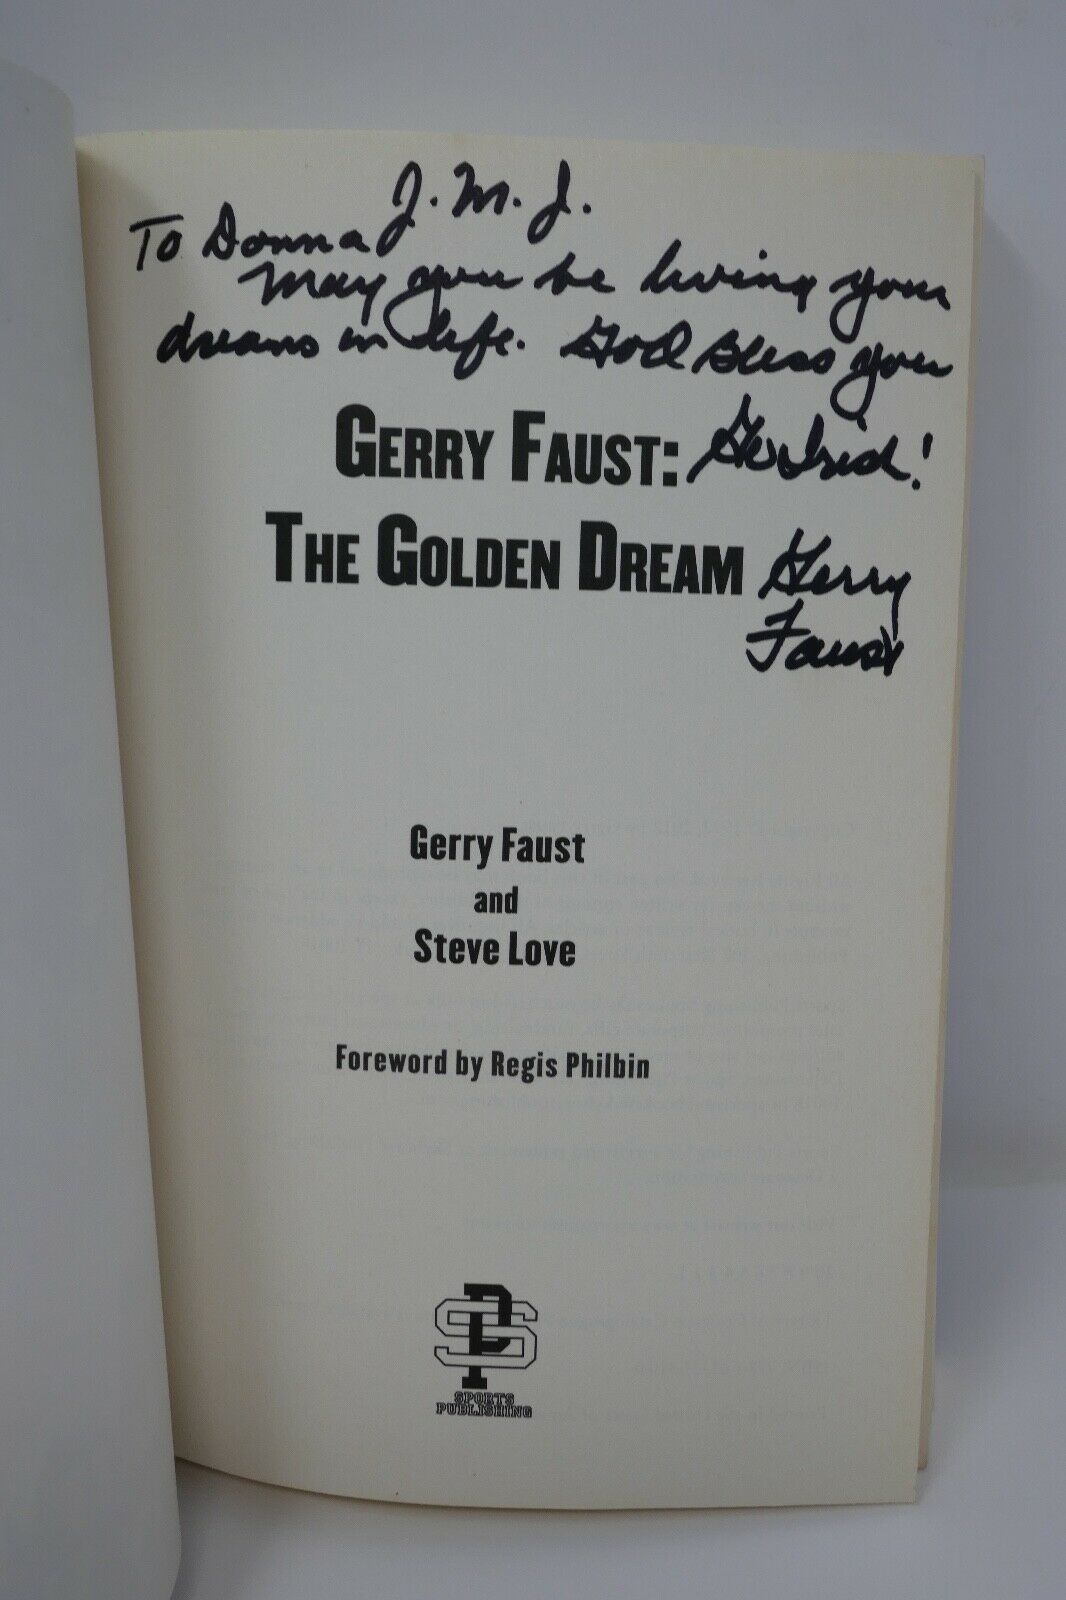 J. M. J.
To Donna
May you be living your
dreams in life. God Bless you
Go Irish!
GERRY FAUST:
THE GOLDEN DREAM
Gerry
Faust
Gerry Faust
and
Steve Love
Foreword by Regis Philbin
SP
SPORTS
PUBLISHING